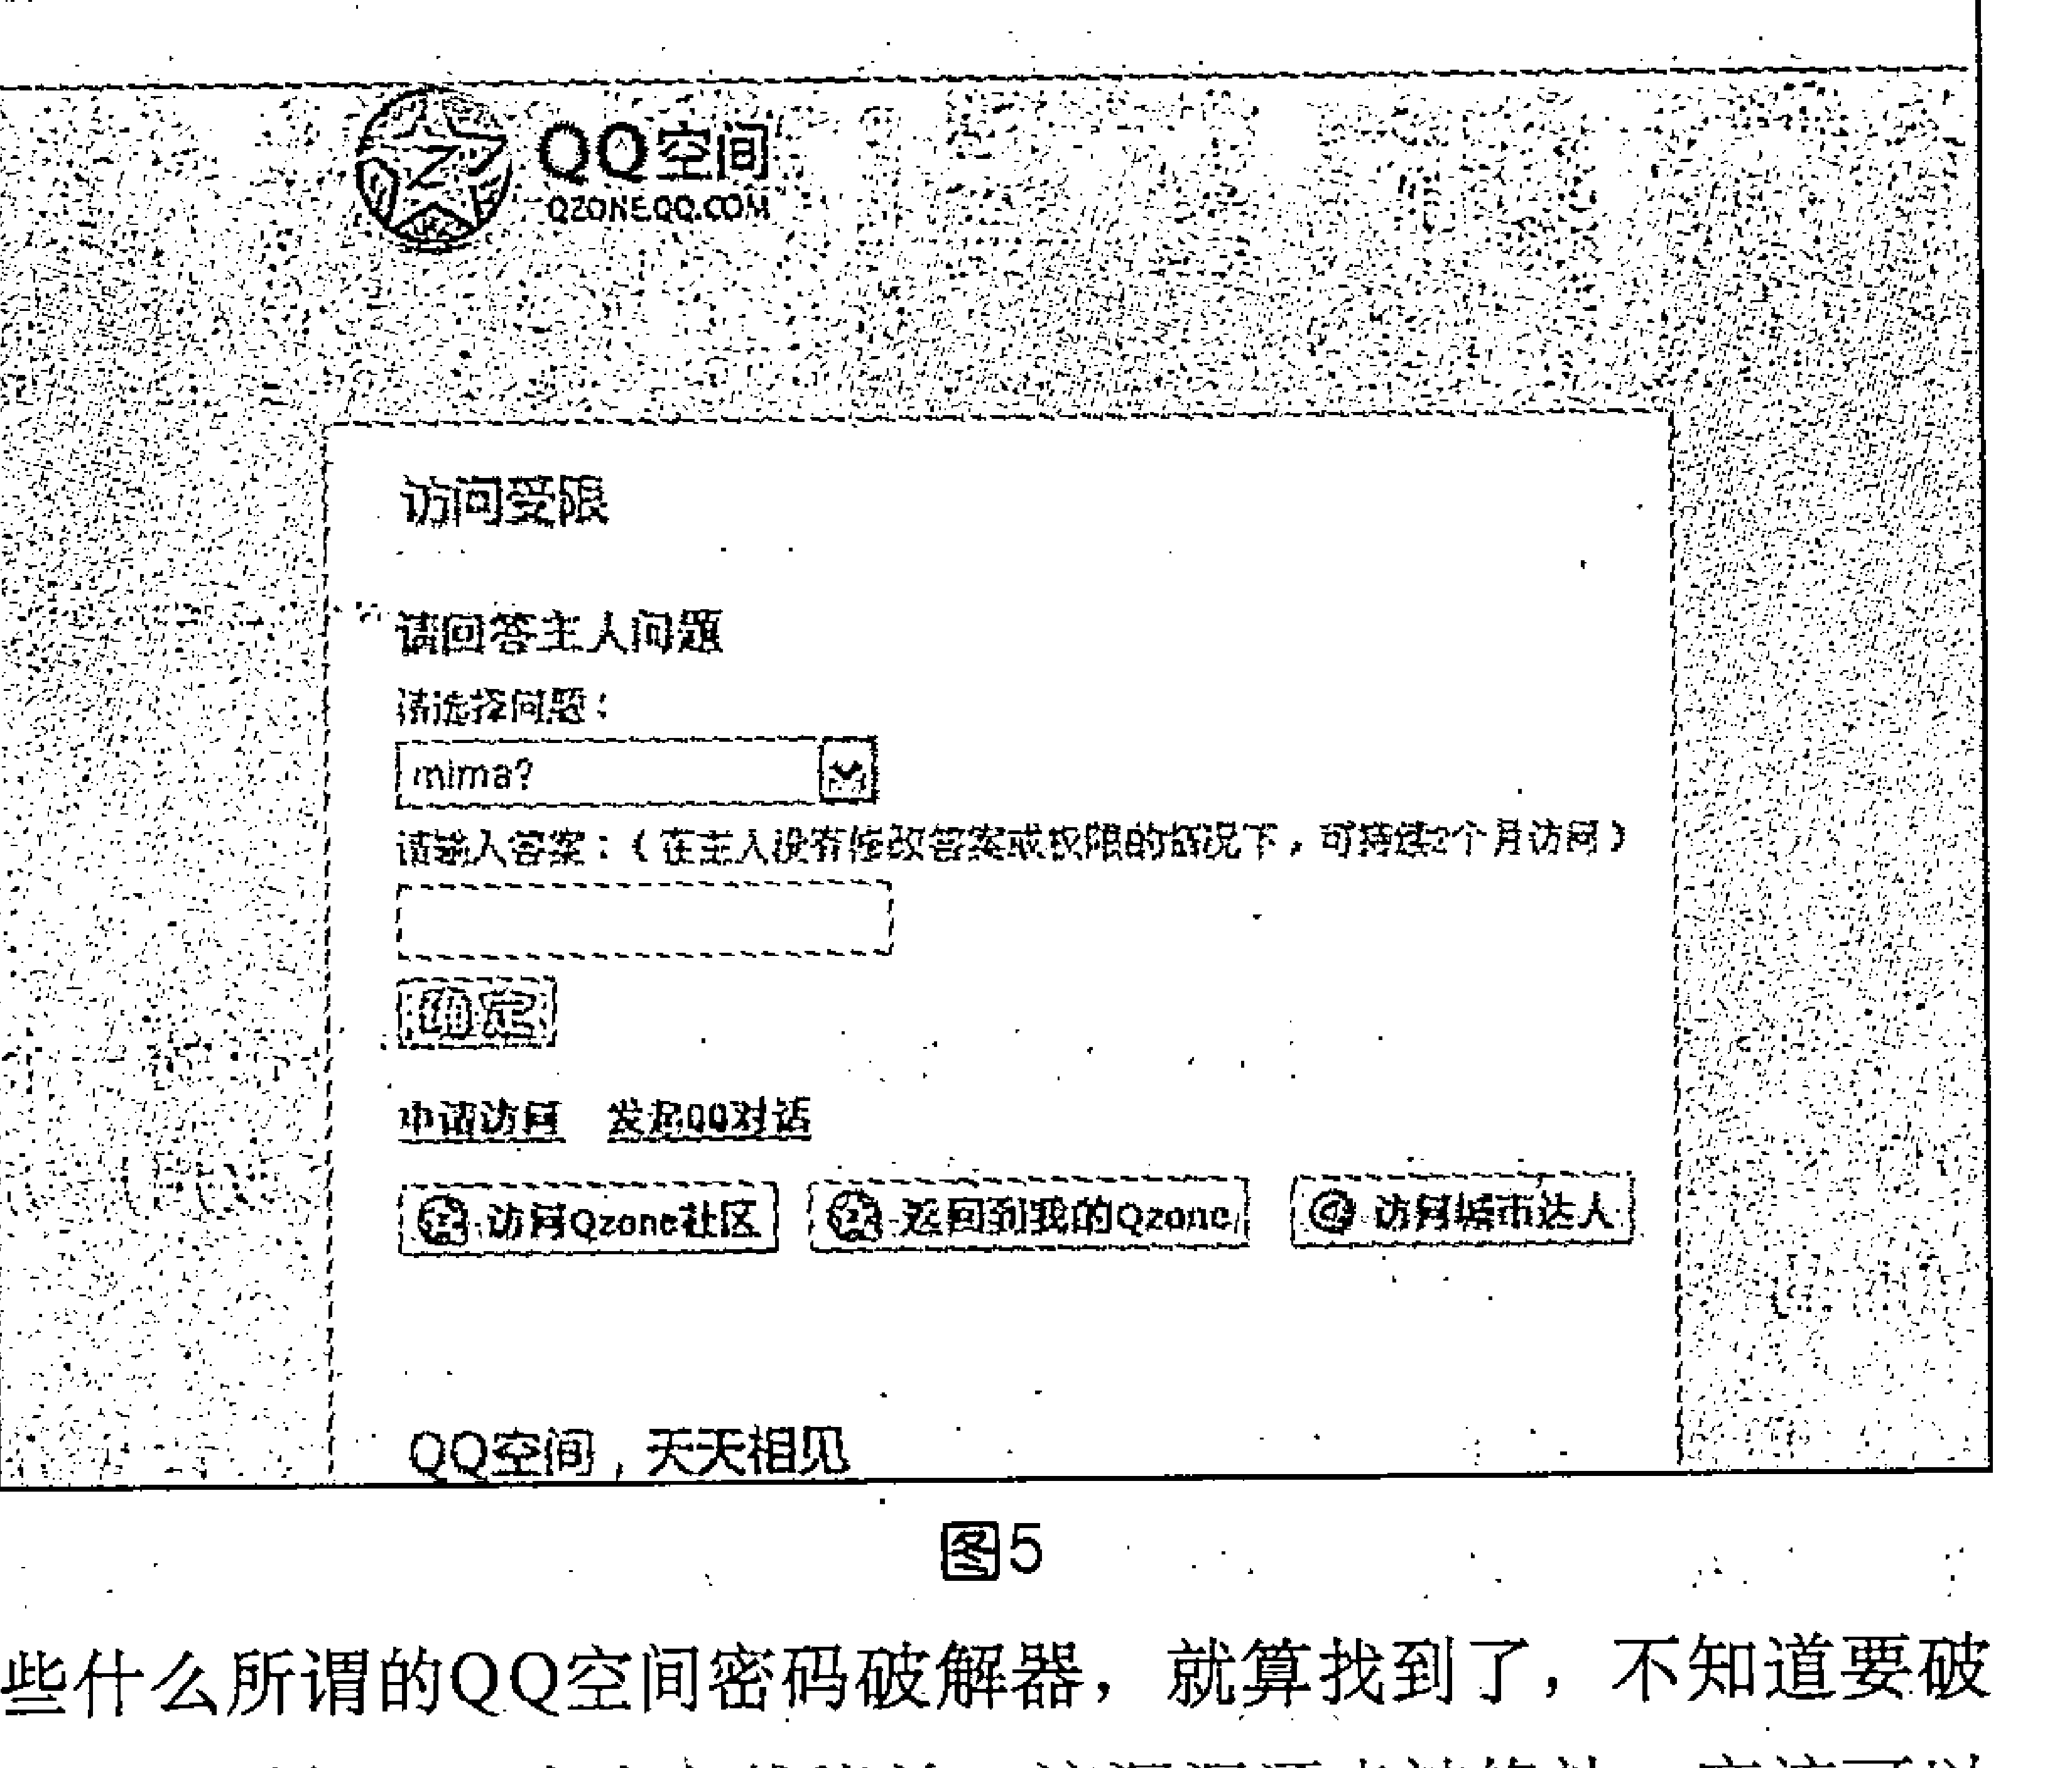 QQ空间
QZONE.QQ.COM
访问受限
请回答主人问题
请选择问题：
mima?
请输入答案：（在主人没有修改答案或权限的情况下，可持续2个月访问）
确定
申请访问 发起QQ对话
访问Qzone社区 返回到我的Qzone 访问城市达人
QQ空间，天天相见
图5
些什么所谓的QQ空间密码破解器，就算找到了，不知道要破